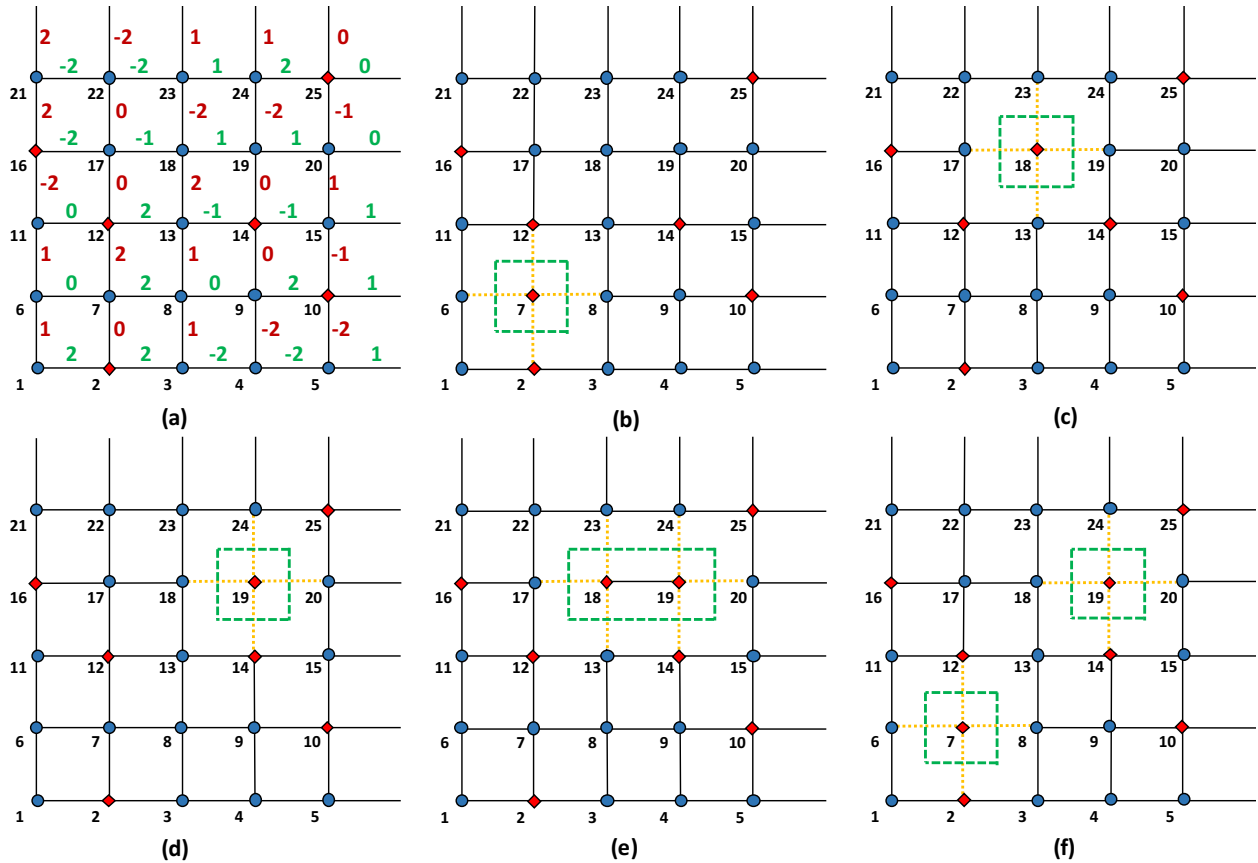 2 -2 1 1 0
-2 -2 1 2 0
21 22 23 24 25
2 0 -2 -2 -1
-2 -1 1 1 0
16 17 18 19 20
-2 0 2 0 1
0 2 -1 -1 1
11 12 13 14 15
1 2 1 0 -1
0 2 0 2 1
6 7 8 9 10
1 0 1 -2 -2
2 2 -2 -2 1
1 2 3 4 5
(a)
21 22 23 24 25
16 17 18 19 20
11 12 13 14 15
6 7 8 9 10
1 2 3 4 5
(b)
21 22 23 24 25
16 17 18 19 20
11 12 13 14 15
6 7 8 9 10
1 2 3 4 5
(c)
21 22 23 24 25
16 17 18 19 20
11 12 13 14 15
6 7 8 9 10
1 2 3 4 5
(d)
21 22 23 24 25
16 17 18 19 20
11 12 13 14 15
6 7 8 9 10
1 2 3 4 5
(e)
21 22 23 24 25
16 17 18 19 20
11 12 13 14 15
6 7 8 9 10
1 2 3 4 5
(f)